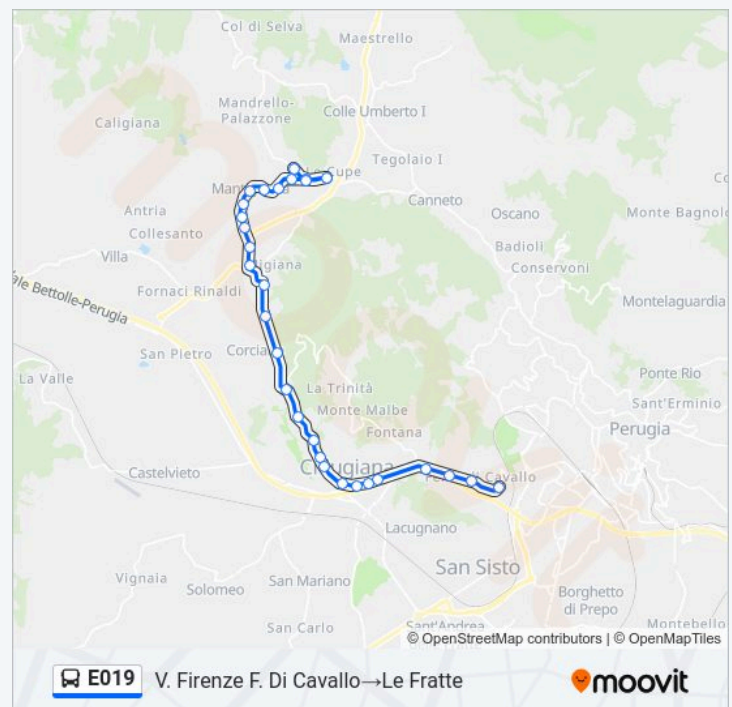 Col di Selva
Maestrello
Mandrello-
Palazzone
Colle Umberto I
Caligiana
Tegolaio I
Cupe
Canneto
Antria
Collesanto
Oscano
Monte Bagnolo
Badioli
Villa
Conservoni
igiana
Fornaci Rinaldi
Montelaguardia
ale Bettolle-Perugia
San Pietro
Corcia
La Valle
La Trinità
Ponte Rio
Sant'Erminio
Monte Malbe
Fontana
Perugia
Castelvieto
Cavallo
Lacugnano
Vignaia
Solomeo
San Mariano
San Sisto
Borghetto
di Prepo
San Carlo
Sant'Andrea
Montebello
© OpenStreetMap contributors | © OpenMapTiles
E019
V. Firenze F. Di Cavallo→Le Fratte
moovit